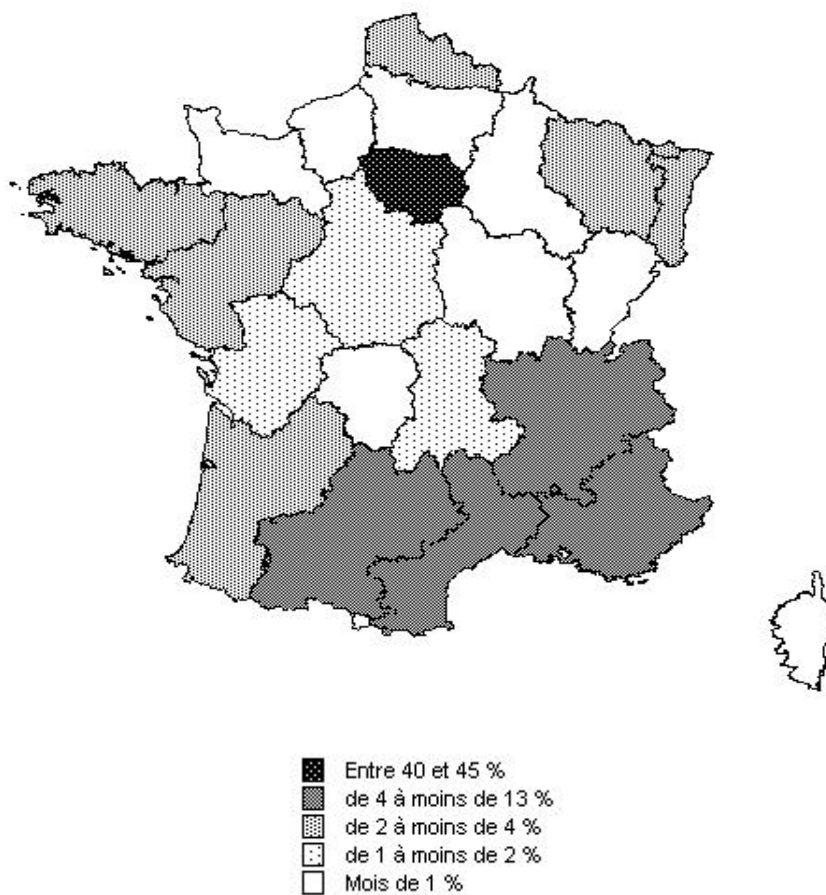 Entre 40 et 45 %
de 4 à moins de 13 %
de 2 à moins de 4 %
de 1 à moins de 2 %
Mois de 1 %